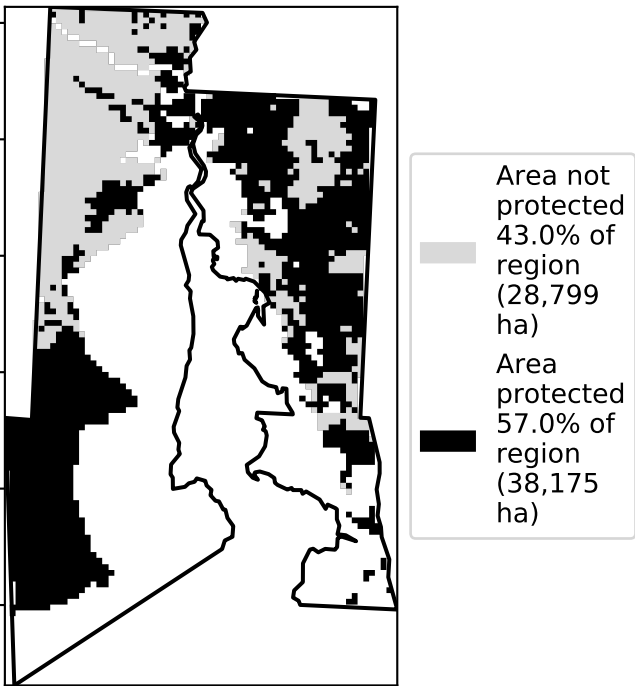 Area not
protected
43.0% of
region
(28,799
ha)
Area
protected
57.0% of
region
(38,175
ha)